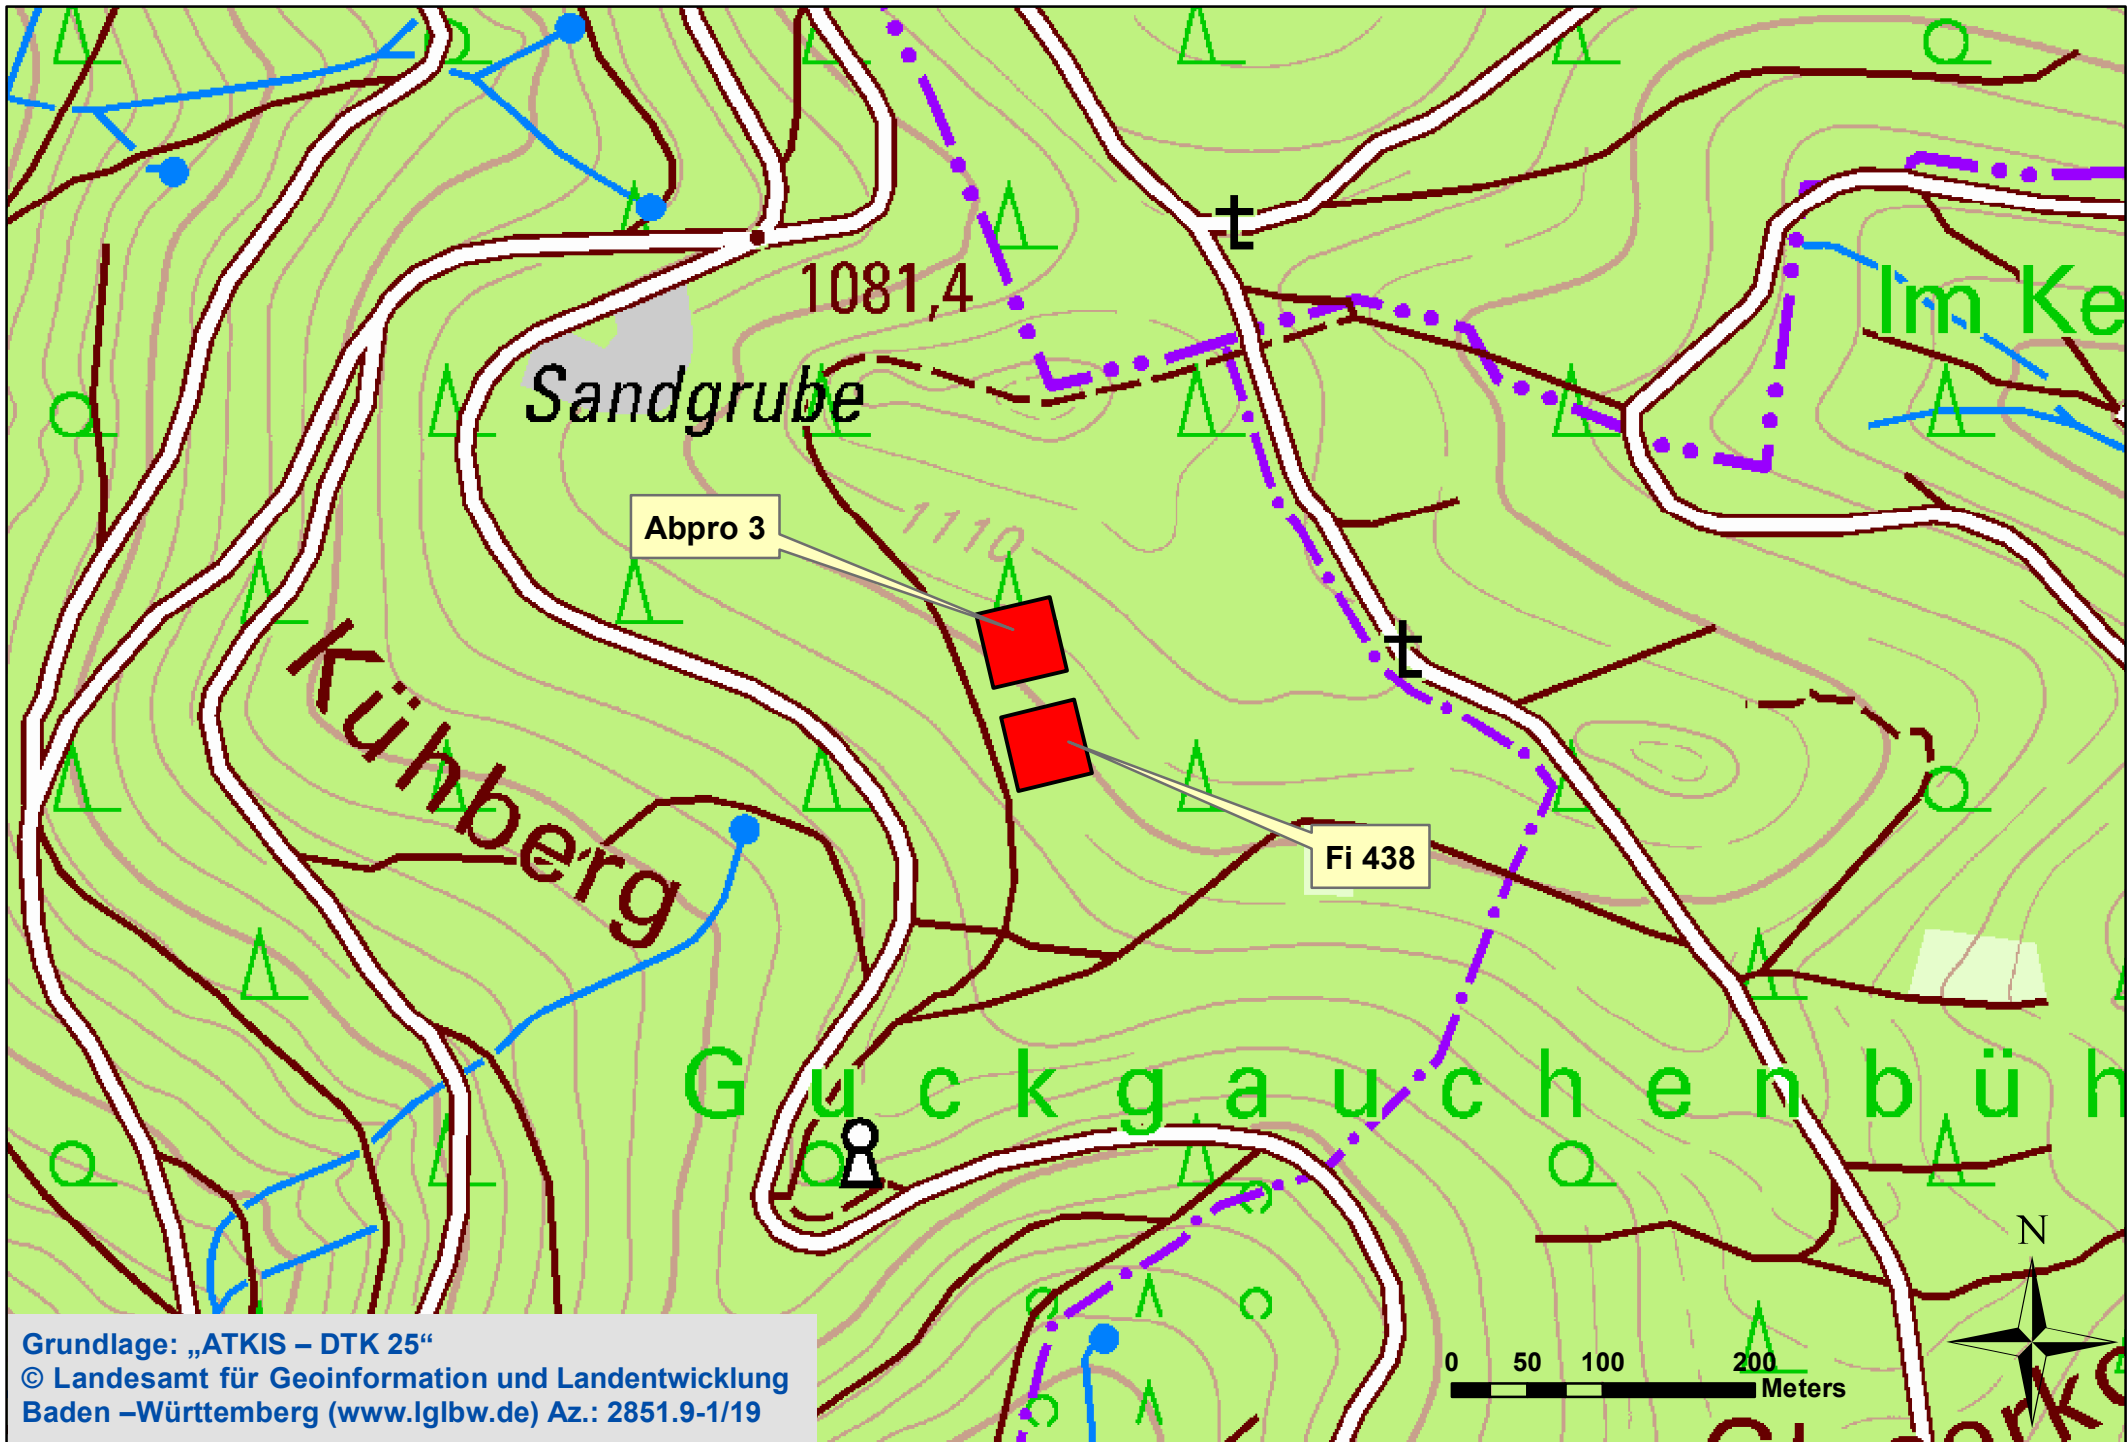 1081,4
Im Ke
Sandgrube
Abpro 3
1110
Kühberg
Fi 438
Guckgauchenbüh
N
0 50 100 200
Meters
Grundlage: „ATKIS – DTK 25“
© Landesamt für Geoinformation und Landentwicklung
Baden –Württemberg (www.lglbw.de) Az.: 2851.9-1/19